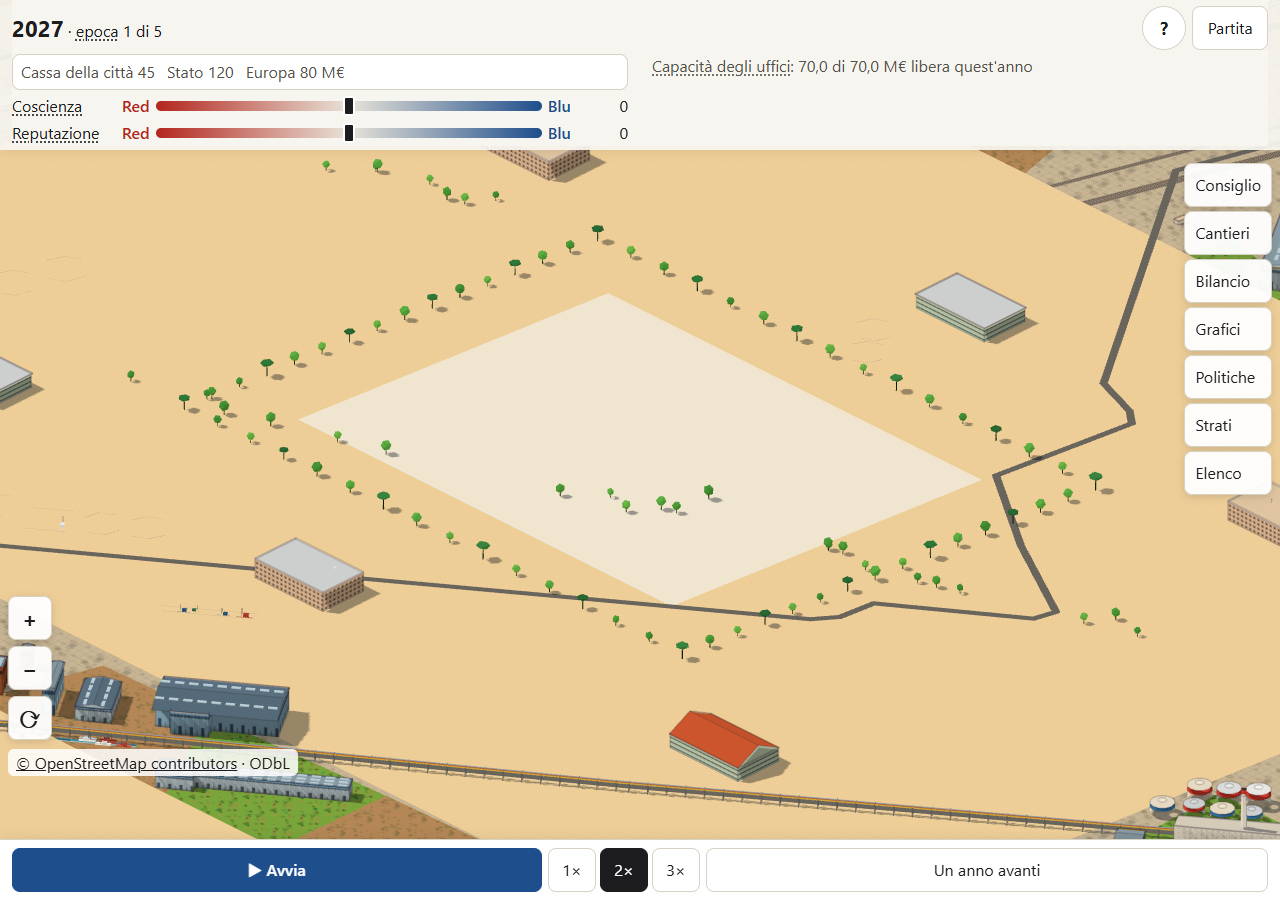 2027 · epoca 1 di 5
? Partita
Cassa della città 45 Stato 120 Europa 80 M€
Capacità degli uffici: 70,0 di 70,0 M€ libera quest'anno
Coscienza Red Blu 0
Reputazione Red Blu 0
Consiglio
Cantieri
Bilancio
Grafici
Politiche
Strati
Elenco
+
−
⟳
© OpenStreetMap contributors · ODbL
▶ Avvia 1× 2× 3× Un anno avanti